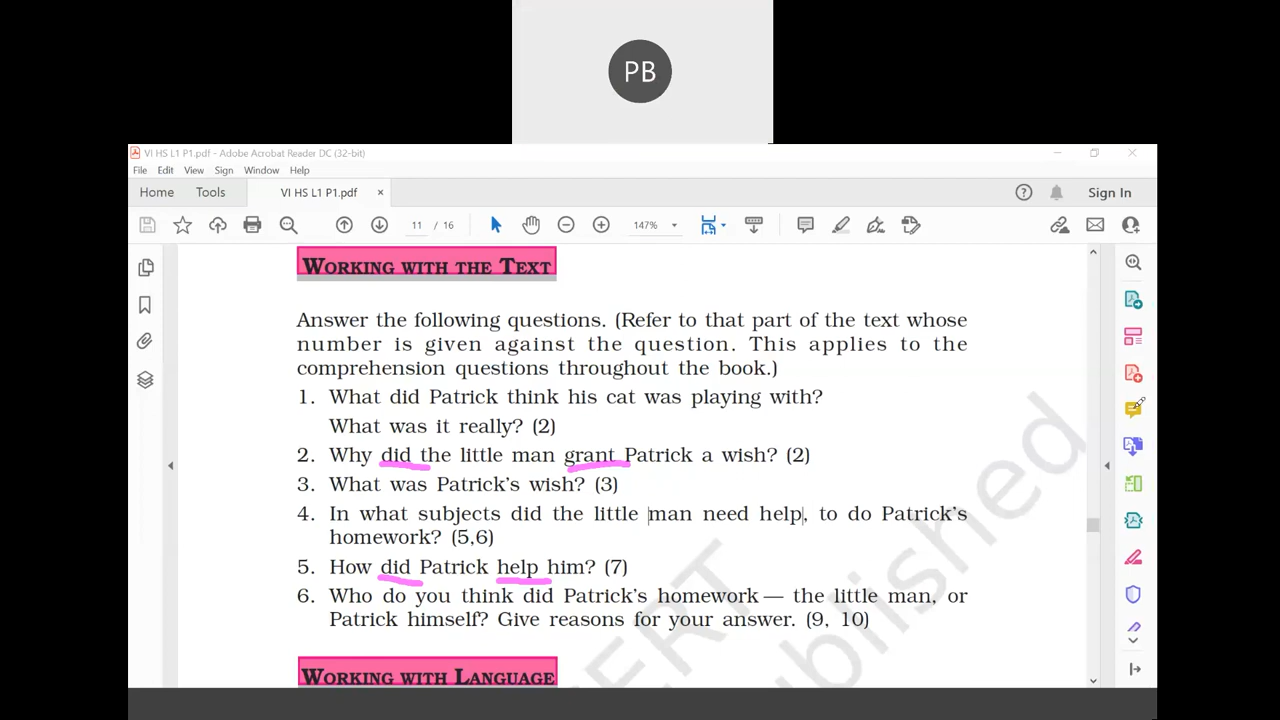 PB
VI HS L1 P1.pdf - Adobe Acrobat Reader DC (32-bit)
File Edit View Sign Window Help
Home Tools VI HS L1 P1.pdf × Sign In
11 / 16 147%
WORKING WITH THE TEXT
Answer the following questions. (Refer to that part of the text whose
number is given against the question. This applies to the
comprehension questions throughout the book.)
1. What did Patrick think his cat was playing with?
What was it really? (2)
2. Why did the little man grant Patrick a wish? (2)
3. What was Patrick's wish? (3)
4. In what subjects did the little man need help, to do Patrick's
homework? (5,6)
5. How did Patrick help him? (7)
6. Who do you think did Patrick's homework — the little man, or
Patrick himself? Give reasons for your answer. (9, 10)
WORKING WITH LANGUAGE